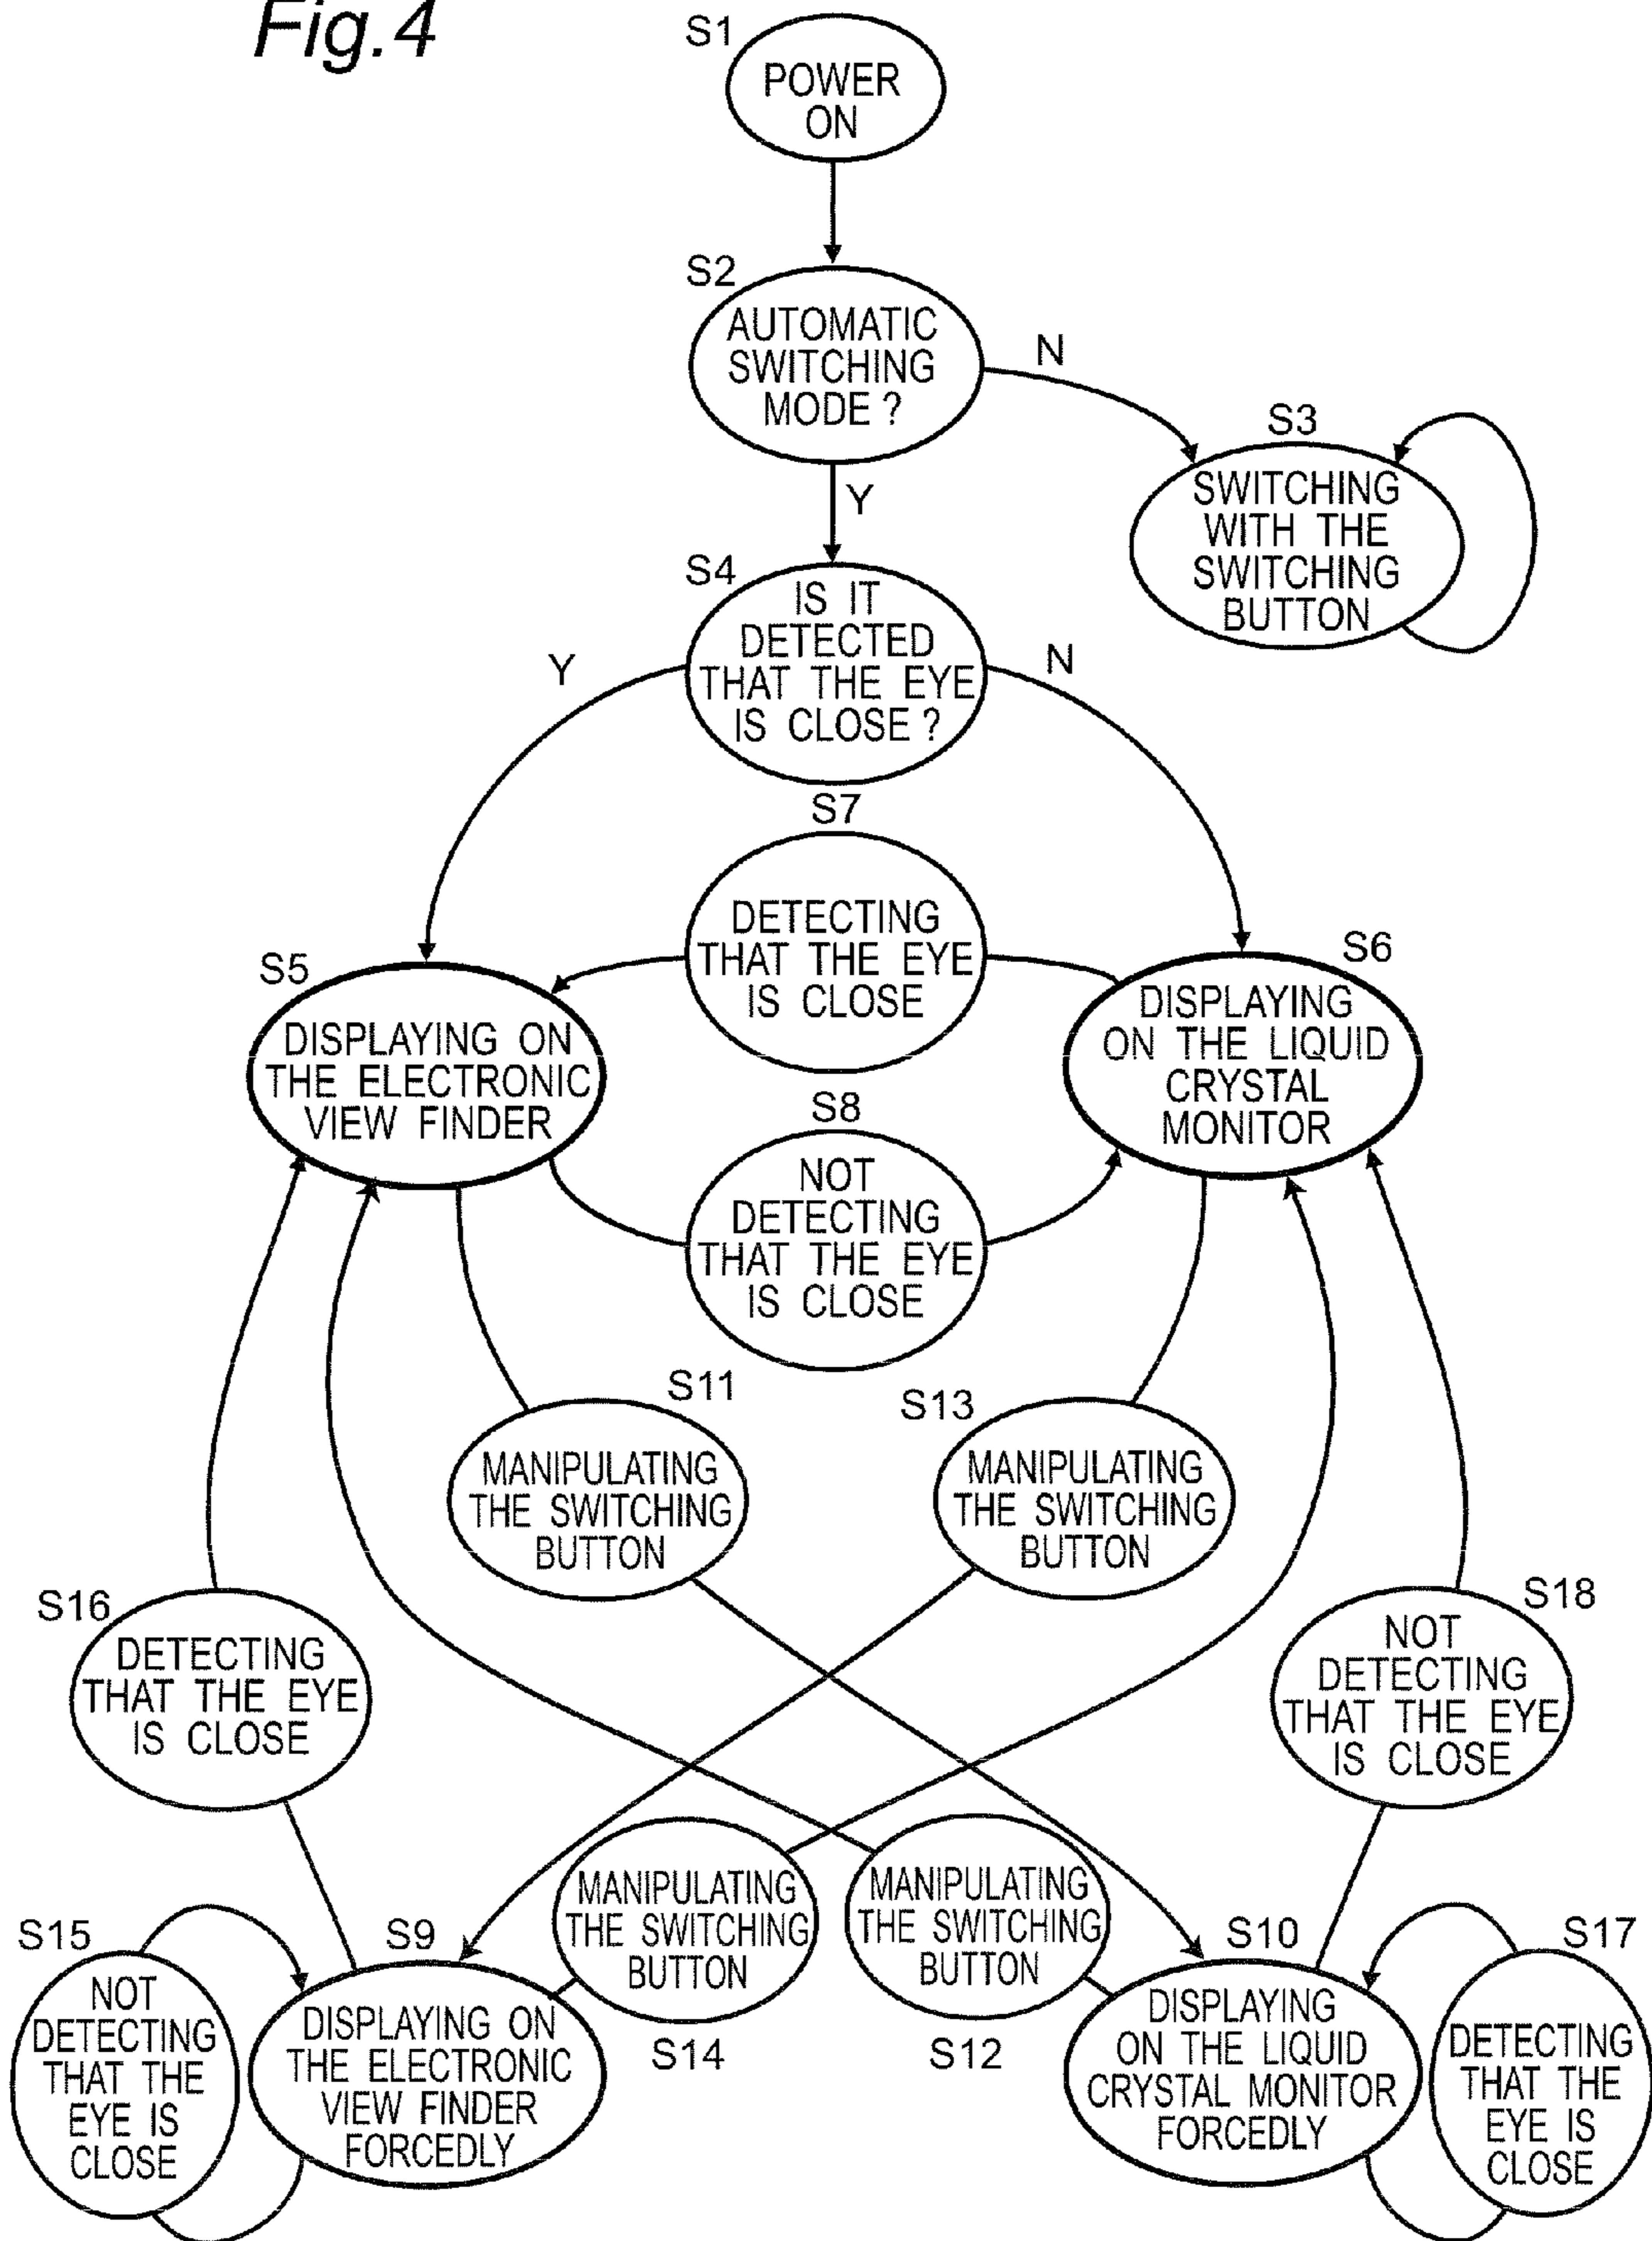 Fig.4
S1
POWER
ON
S2
AUTOMATIC
SWITCHING
MODE ?
N
Y
S3
SWITCHING
WITH THE
SWITCHING
BUTTON
S4
IS IT
DETECTED
THAT THE EYE
IS CLOSE ?
Y
N
S7
DETECTING
THAT THE EYE
IS CLOSE
S5
DISPLAYING ON
THE ELECTRONIC
VIEW FINDER
S6
DISPLAYING
ON THE LIQUID
CRYSTAL
MONITOR
S8
NOT
DETECTING
THAT THE EYE
IS CLOSE
S11
MANIPULATING
THE SWITCHING
BUTTON
S13
MANIPULATING
THE SWITCHING
BUTTON
S16
DETECTING
THAT THE EYE
IS CLOSE
S18
NOT
DETECTING
THAT THE EYE
IS CLOSE
S15
NOT
DETECTING
THAT THE
EYE IS
CLOSE
S9
DISPLAYING ON
THE ELECTRONIC
VIEW FINDER
FORCEDLY
MANIPULATING
THE SWITCHING
BUTTON
S14
MANIPULATING
THE SWITCHING
BUTTON
S12
S10
DISPLAYING
ON THE LIQUID
CRYSTAL MONITOR
FORCEDLY
S17
DETECTING
THAT THE
EYE IS
CLOSE